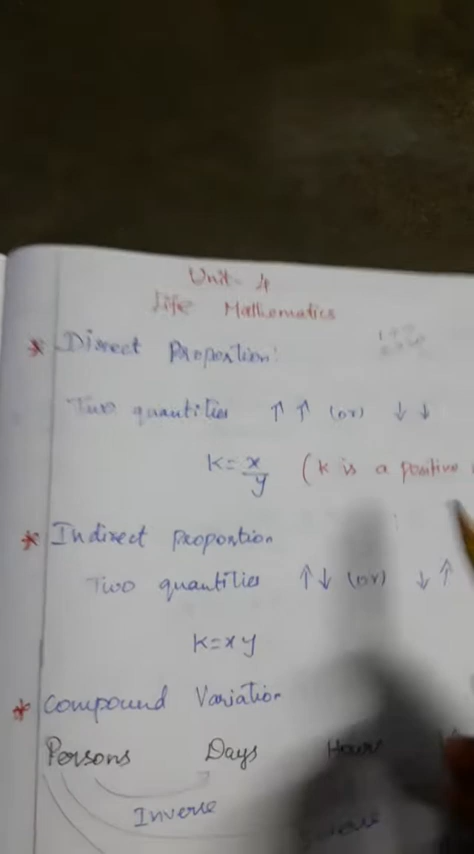 Unit- 4
Life Mathematics
* Direct Proportion:
Two quantities ↑ ↑ (or) ↓ ↓
K = x/y (k is a positive
* Indirect proportion
Two quantities ↑↓ (or) ↓ ↑
K = x y
* Compound Variation
Persons Days Hours
Inverse